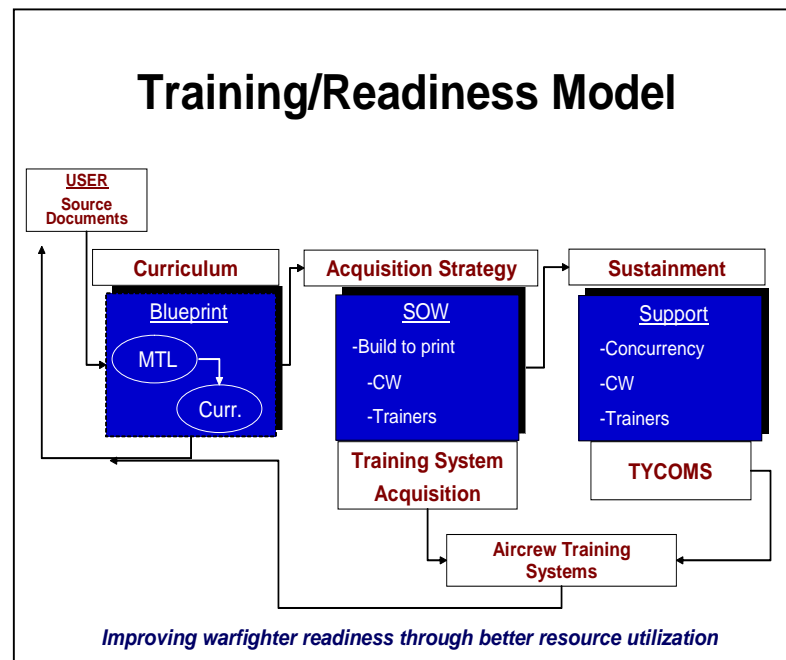 Training/Readiness Model
USER
Source
Documents
Curriculum
Blueprint
MTL
Curr.
Acquisition Strategy
SOW
-Build to print
-CW
-Trainers
Training System
Acquisition
Sustainment
Support
-Concurrency
-CW
-Trainers
TYCOMS
Aircrew Training
Systems
Improving warfighter readiness through better resource utilization